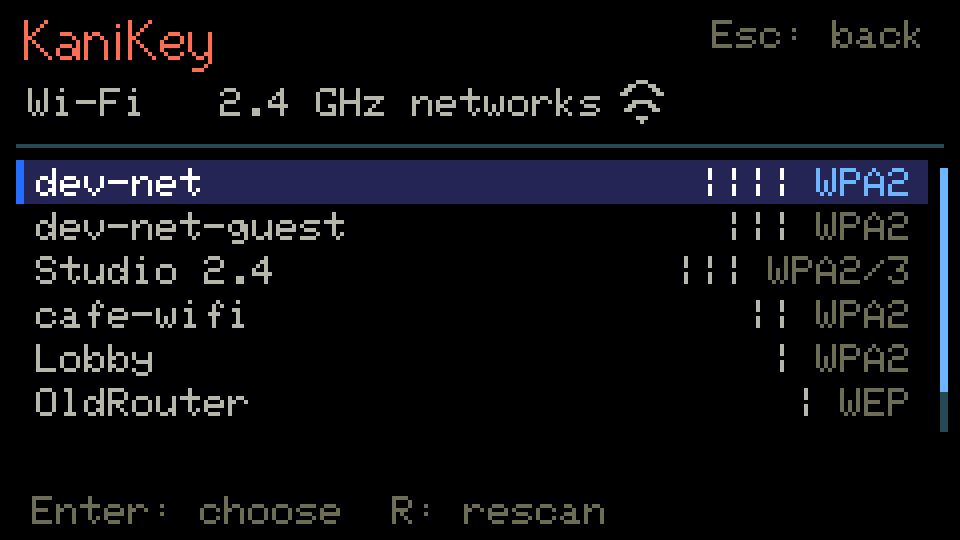 KaniKey Esc: back
Wi-Fi 2.4 GHz networks
dev-net ¦¦¦¦ WPA2
dev-net-guest ¦¦¦ WPA2
Studio 2.4 ¦¦¦ WPA2/3
cafe-wifi ¦¦ WPA2
Lobby ¦ WPA2
OldRouter ¦ WEP
Enter: choose R: rescan